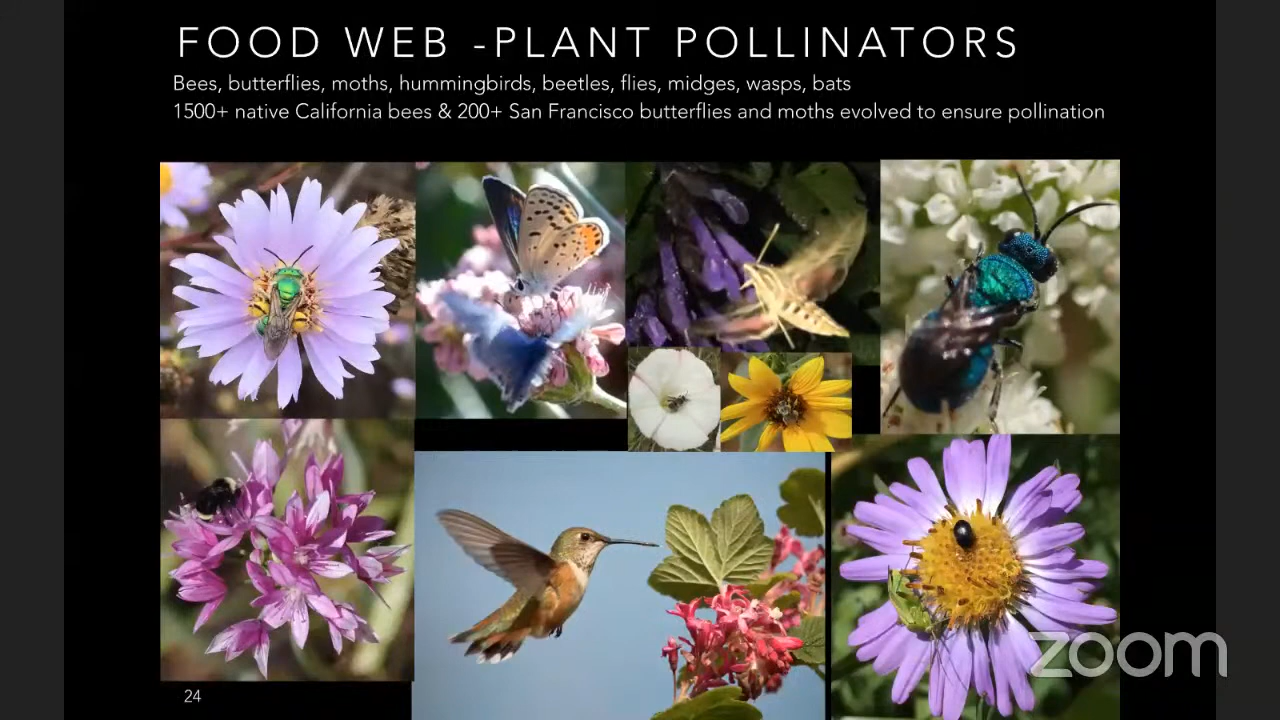 FOOD WEB -PLANT POLLINATORS
Bees, butterflies, moths, hummingbirds, beetles, flies, midges, wasps, bats
1500+ native California bees & 200+ San Francisco butterflies and moths evolved to ensure pollination
zoom
24